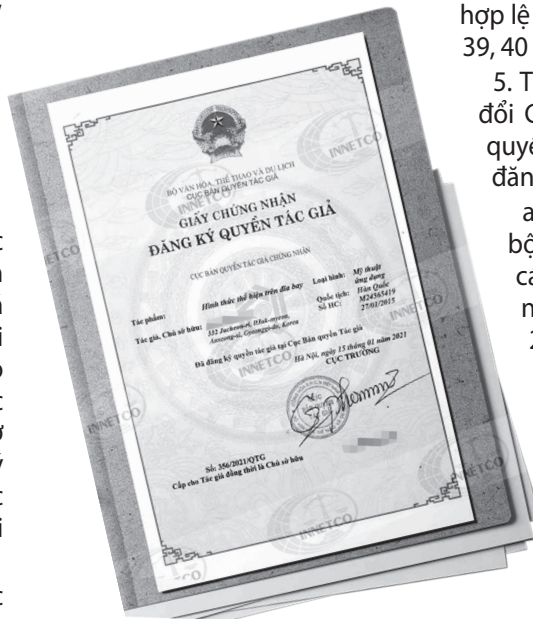 hợp lệ
39, 40
5. T
đổi C
quyề
đăn
a
bộ
ca
n
2
BỘ VĂN HÓA, THỂ THAO VÀ DU LỊCH
CỤC BẢN QUYỀN TÁC GIẢ
GIẤY CHỨNG NHẬN
ĐĂNG KÝ QUYỀN TÁC GIẢ
CỤC BẢN QUYỀN TÁC GIẢ CHỨNG NHẬN
Tác phẩm: Hình thức thể hiện trên đĩa bay Loại hình: Mỹ thuật ứng dụng
Tác giả, Chủ sở hữu: Quốc tịch: Hàn Quốc
Số HC: M24565419
27/01/2015
Gyeonggi-do, Korea
Đã đăng ký quyền tác giả tại Cục Bản quyền Tác giả
Hà Nội, ngày 15 tháng 01 năm 2021
CỤC TRƯỞNG
Số: 356/2021/QTG
Cấp cho Tác giả đồng thời là Chủ sở hữu
INNETCO